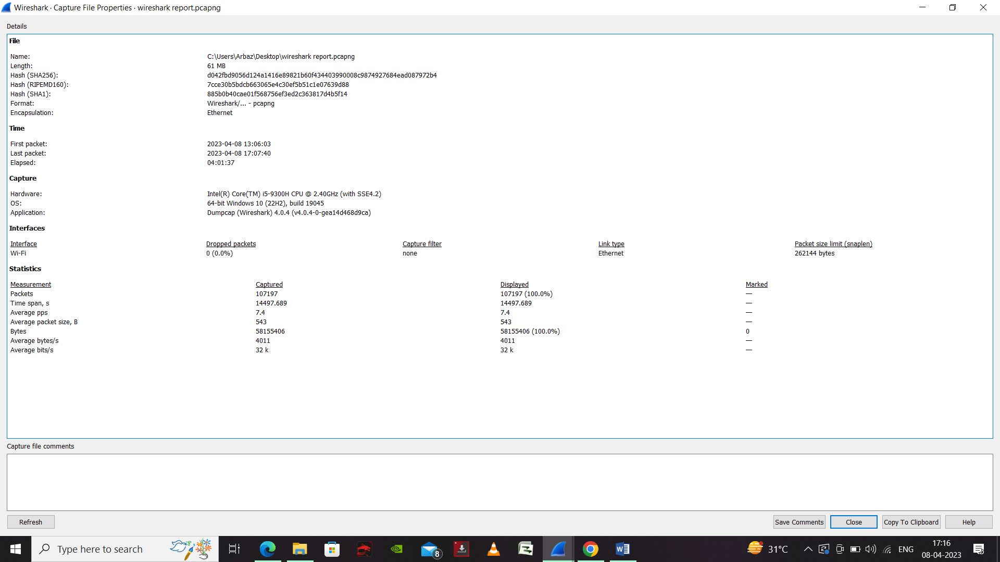 Wireshark · Capture File Properties · wireshark report.pcapng
Details
File
Name: C:\Users\Arbaz\Desktop\wireshark report.pcapng
Length: 61 MB
Hash (SHA256): d042fbd9056d124a1416e89821b60f434403990008c9874927684ead087972b4
Hash (RIPEMD160): 7cce30b5bdcb663065e4c30ef5b51c1e07639d88
Hash (SHA1): 885b0b40cae01f568756ef3ed2c363817d4b5f14
Format: Wireshark/... - pcapng
Encapsulation: Ethernet
Time
First packet: 2023-04-08 13:06:03
Last packet: 2023-04-08 17:07:40
Elapsed: 04:01:37
Capture
Hardware: Intel(R) Core(TM) i5-9300H CPU @ 2.40GHz (with SSE4.2)
OS: 64-bit Windows 10 (22H2), build 19045
Application: Dumpcap (Wireshark) 4.0.4 (v4.0.4-0-gea14d468d9ca)
Interfaces
Interface Dropped packets Capture filter Link type Packet size limit (snaplen)
Wi-Fi 0 (0.0%) none Ethernet 262144 bytes
Statistics
Measurement Captured Displayed Marked
Packets 107197 107197 (100.0%) —
Time span, s 14497.689 14497.689 —
Average pps 7.4 7.4 —
Average packet size, B 543 543 —
Bytes 58155406 58155406 (100.0%) 0
Average bytes/s 4011 4011 —
Average bits/s 32 k 32 k —
Capture file comments
Refresh Save Comments Close Copy To Clipboard Help
Type here to search 8 31°C ENG 17:16
08-04-2023